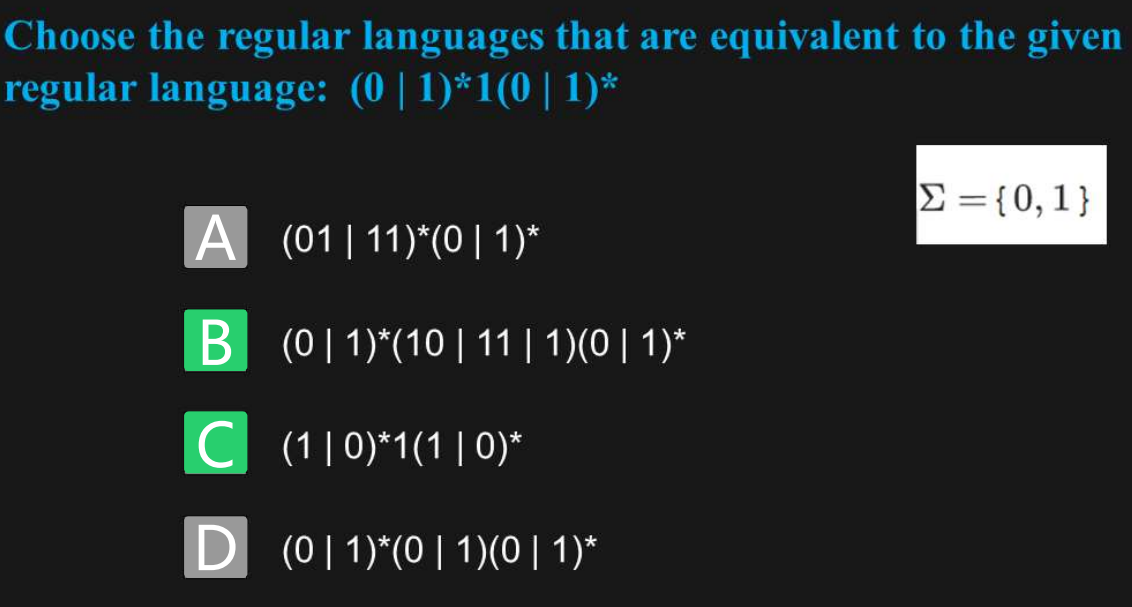 Choose the regular languages that are equivalent to the given
regular language: (0 | 1)*1(0 | 1)*
Σ = { 0, 1 }
A (01 | 11)*(0 | 1)*
B (0 | 1)*(10 | 11 | 1)(0 | 1)*
C (1 | 0)*1(1 | 0)*
D (0 | 1)*(0 | 1)(0 | 1)*